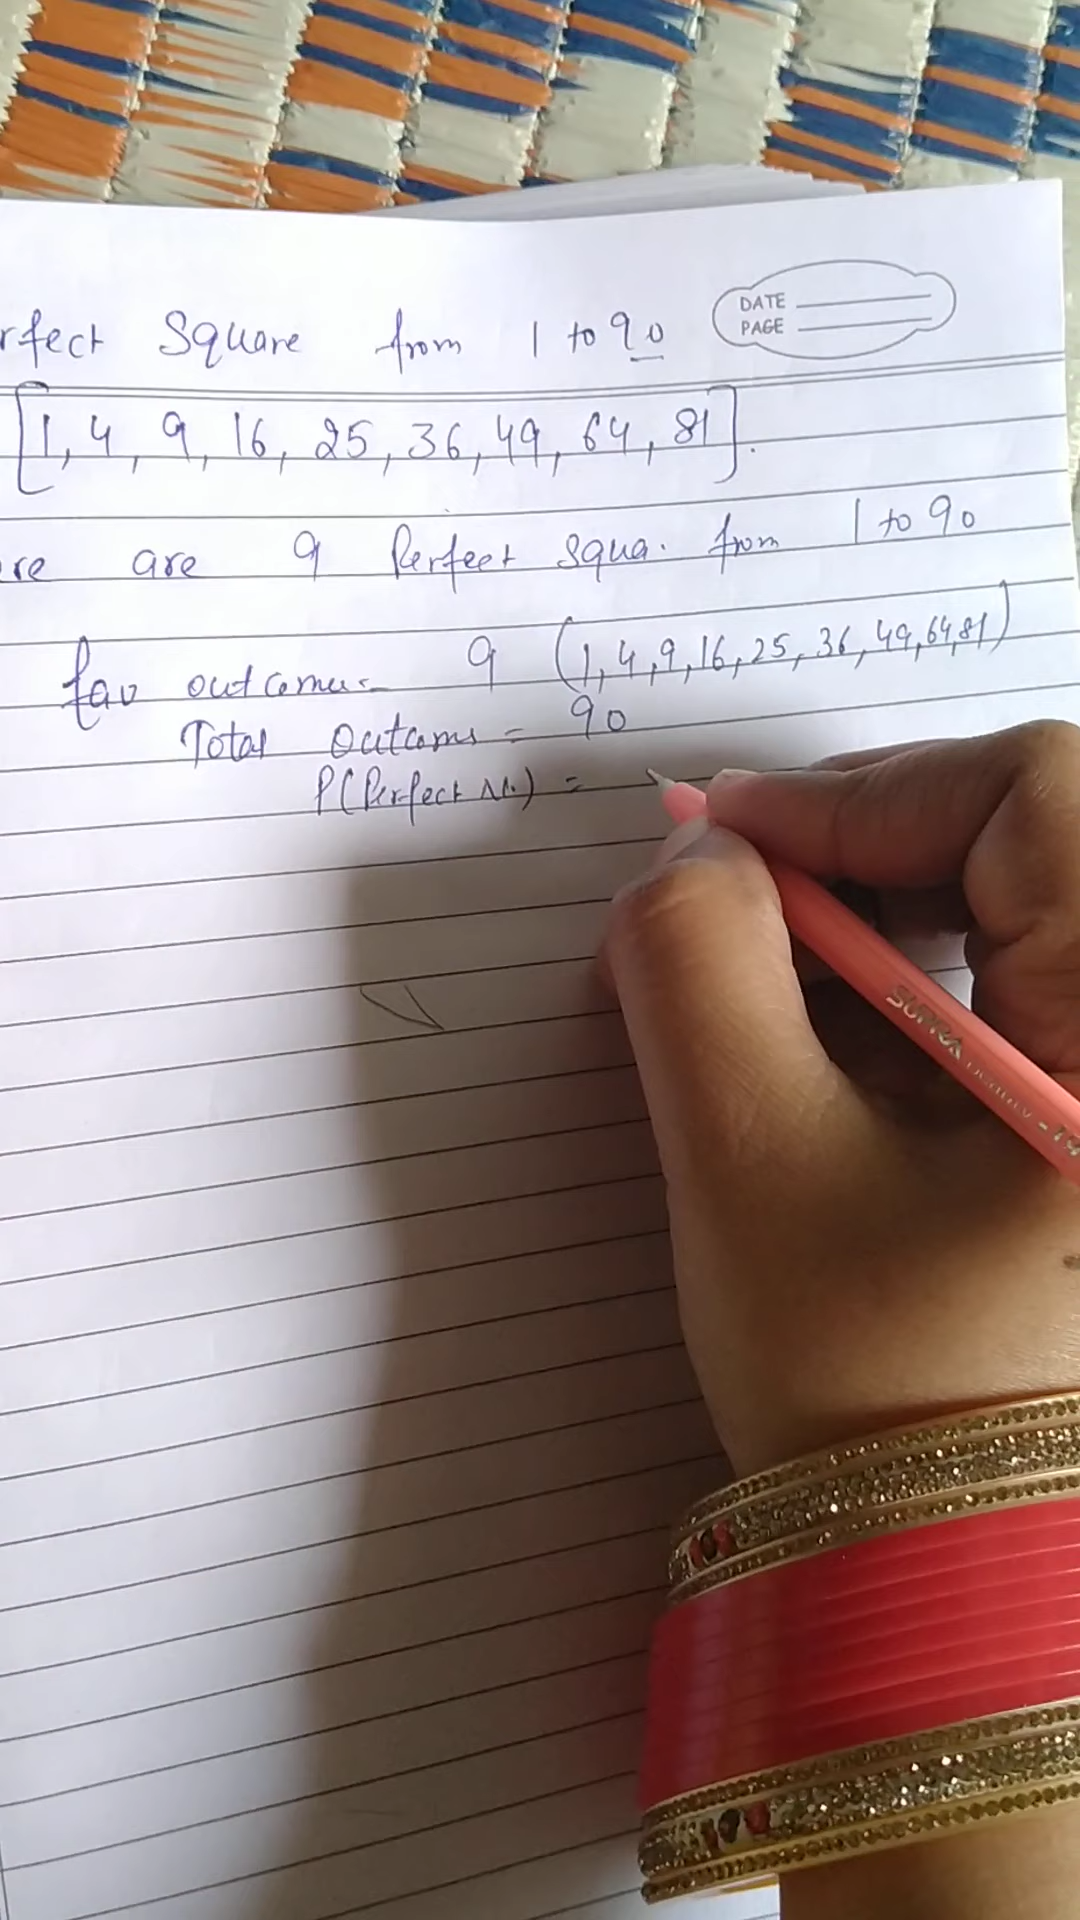 rfect Square from 1 to 90
DATE
PAGE
[1, 4, 9, 16, 25, 36, 49, 64, 81].
re are 9 Perfect Squa. from 1 to 90
fav outcomes = 9 (1, 4, 9, 16, 25, 36, 49, 64, 81)
Total Outcoms = 90
P(Perfect N.) =
SUPRA